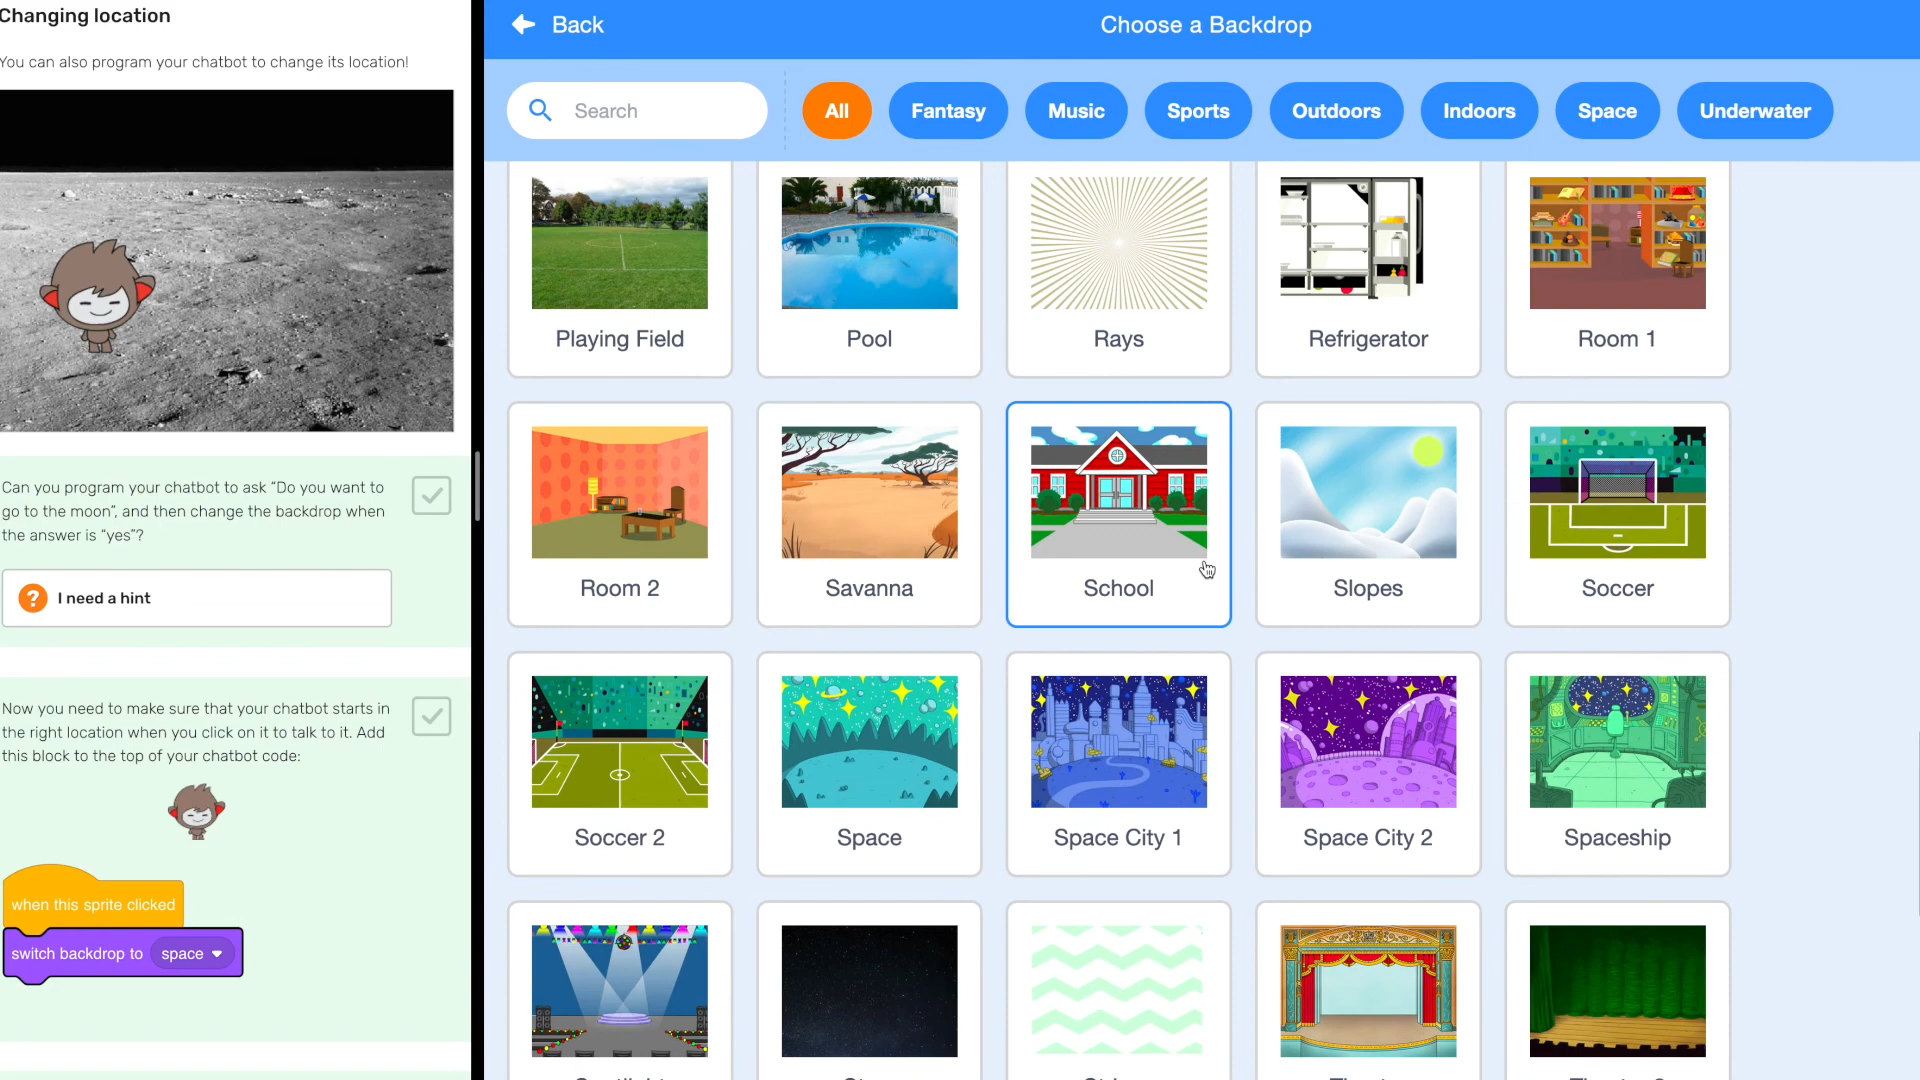 Changing location
You can also program your chatbot to change its location!
Can you program your chatbot to ask “Do you want to
go to the moon”, and then change the backdrop when
the answer is “yes”?
? I need a hint
Now you need to make sure that your chatbot starts in
the right location when you click on it to talk to it. Add
this block to the top of your chatbot code:
when this sprite clicked
switch backdrop to space
Back
Choose a Backdrop
Search
All
Fantasy
Music
Sports
Outdoors
Indoors
Space
Underwater
Playing Field
Pool
Rays
Refrigerator
Room 1
Room 2
Savanna
School
Slopes
Soccer
Soccer 2
Space
Space City 1
Space City 2
Spaceship